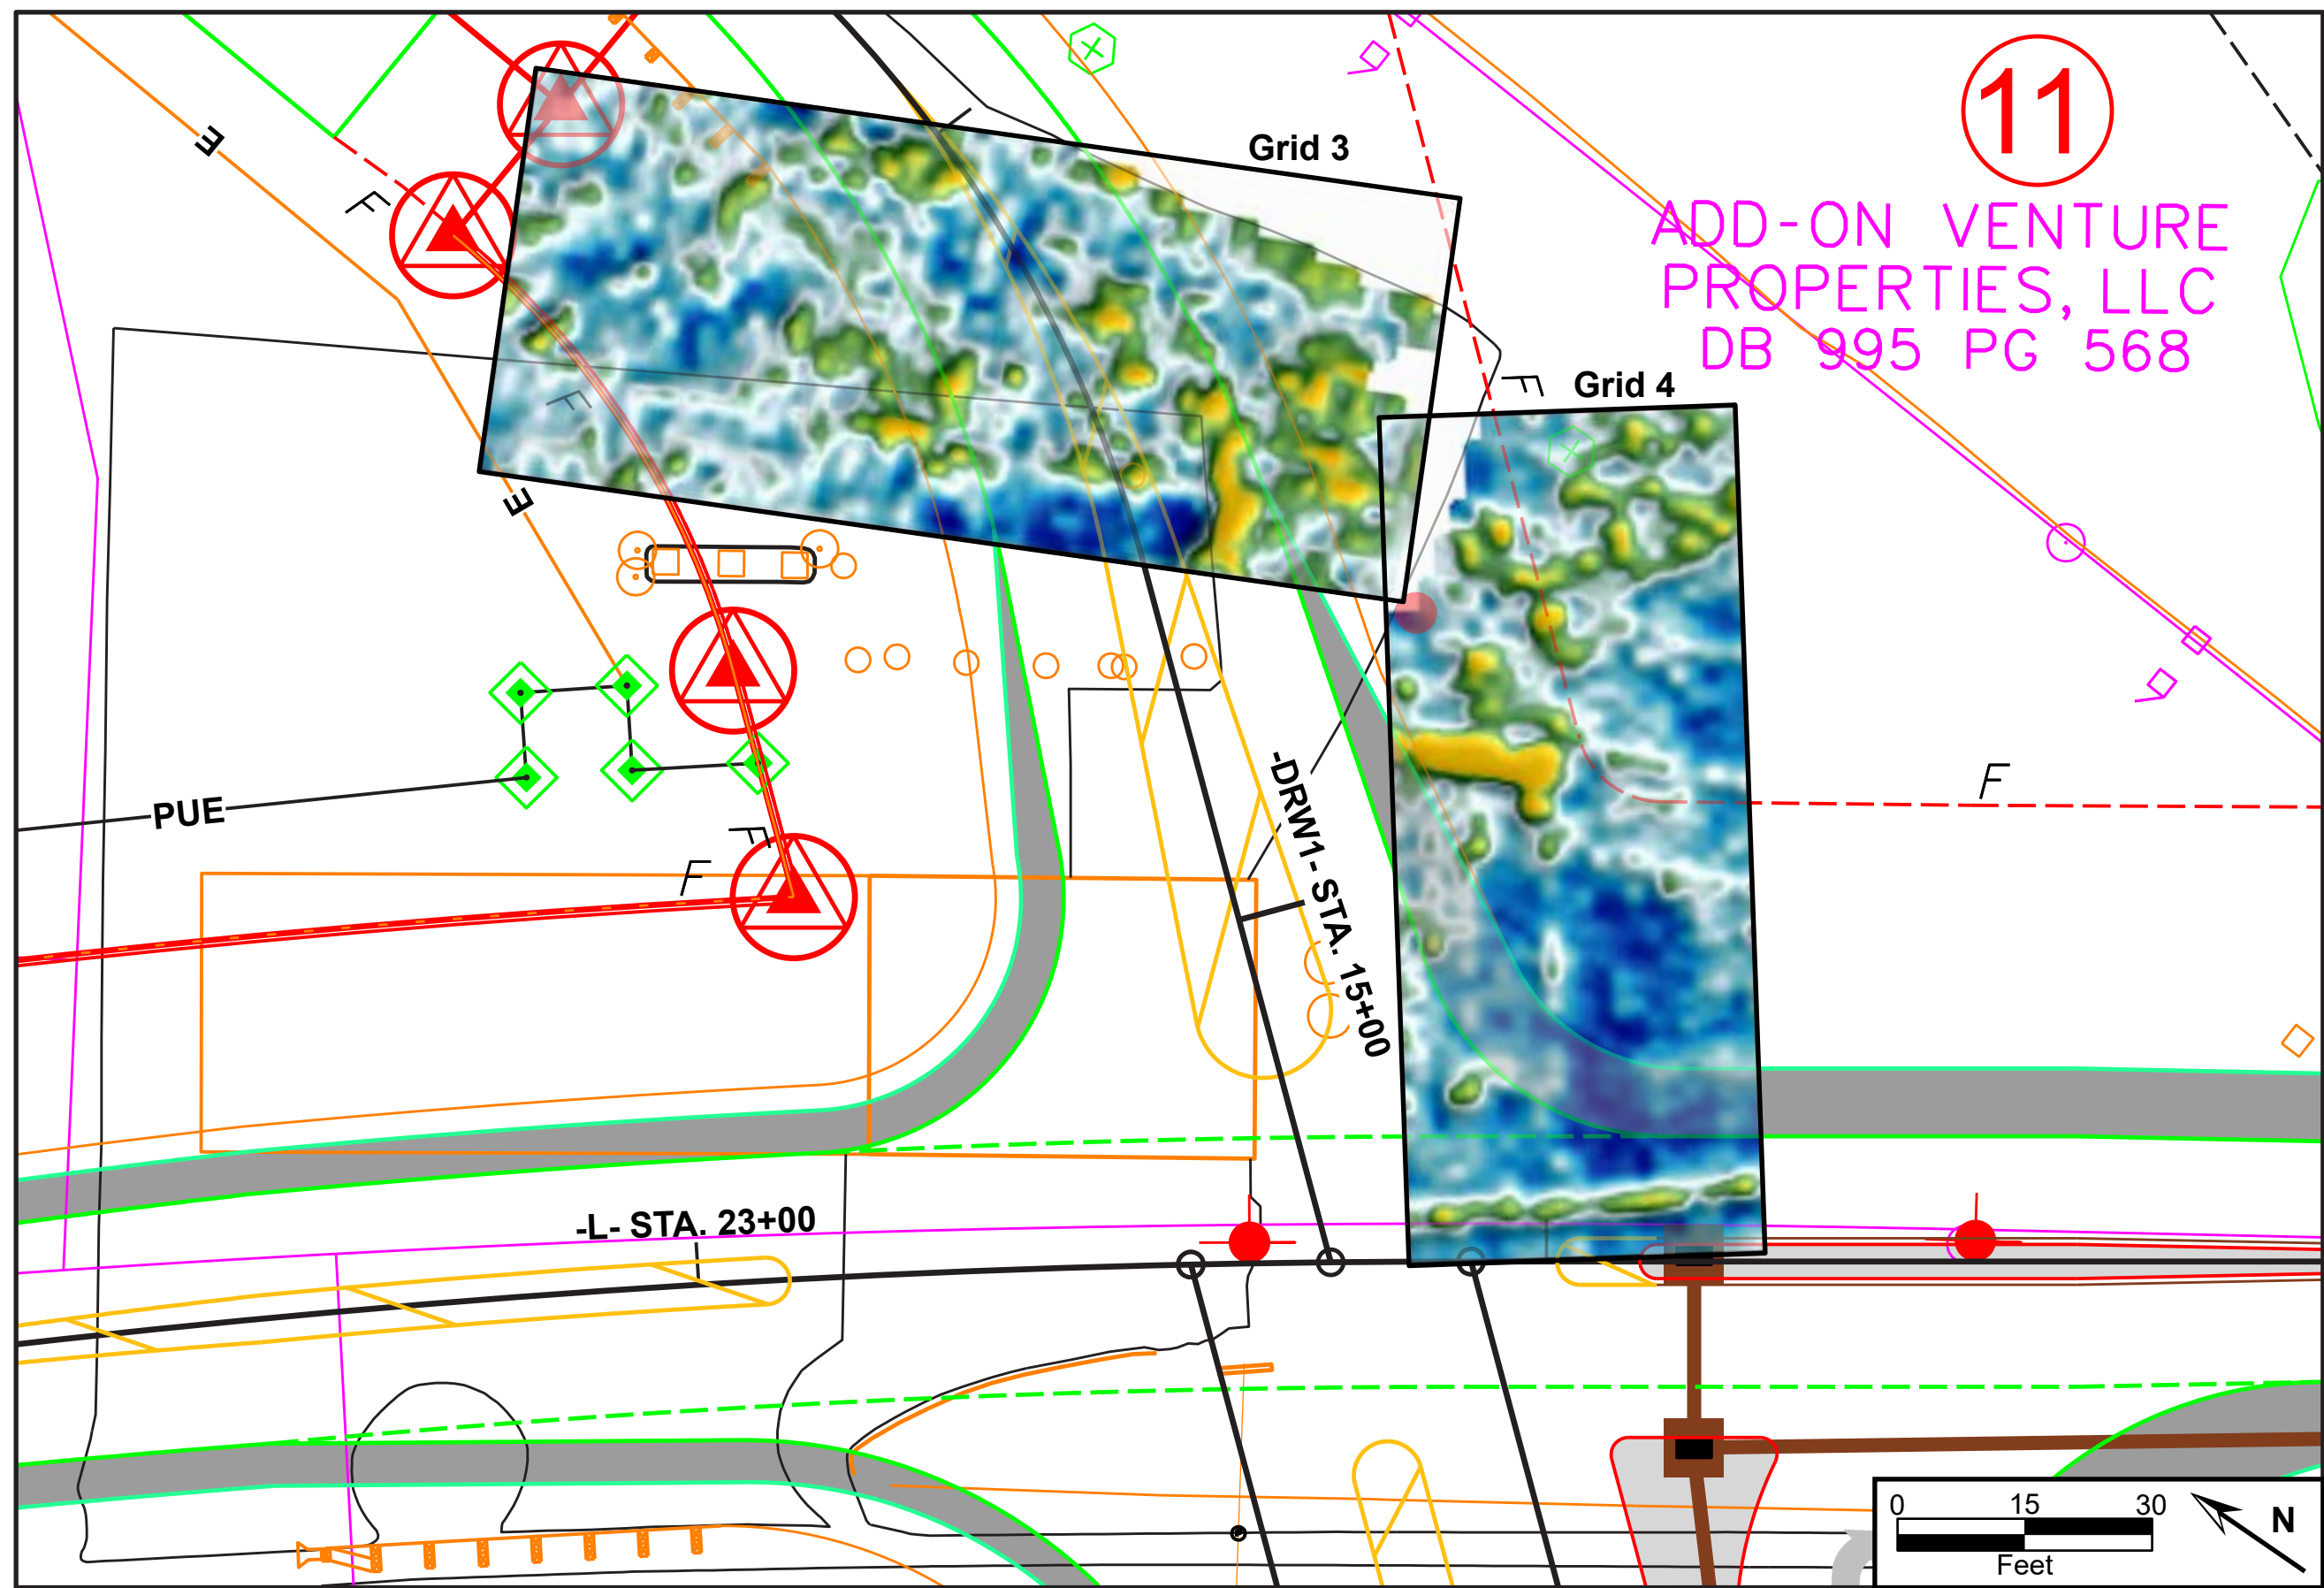 11
ADD-ON VENTURE
PROPERTIES, LLC
DB 995 PG 568
Grid 3
Grid 4
E
F
F
F
E
F
PUE
F
F
-DRW1- STA. 15+00
-L- STA. 23+00
0 15 30
Feet
N